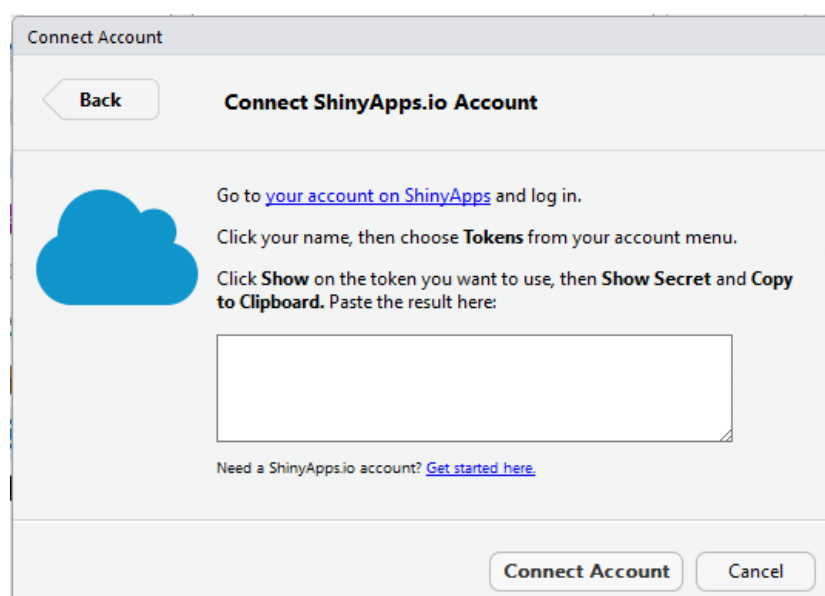 Connect Account
Back
Connect ShinyApps.io Account
Go to your account on ShinyApps and log in.
Click your name, then choose Tokens from your account menu.
Click Show on the token you want to use, then Show Secret and Copy
to Clipboard. Paste the result here:
Need a ShinyApps.io account? Get started here.
Connect Account
Cancel